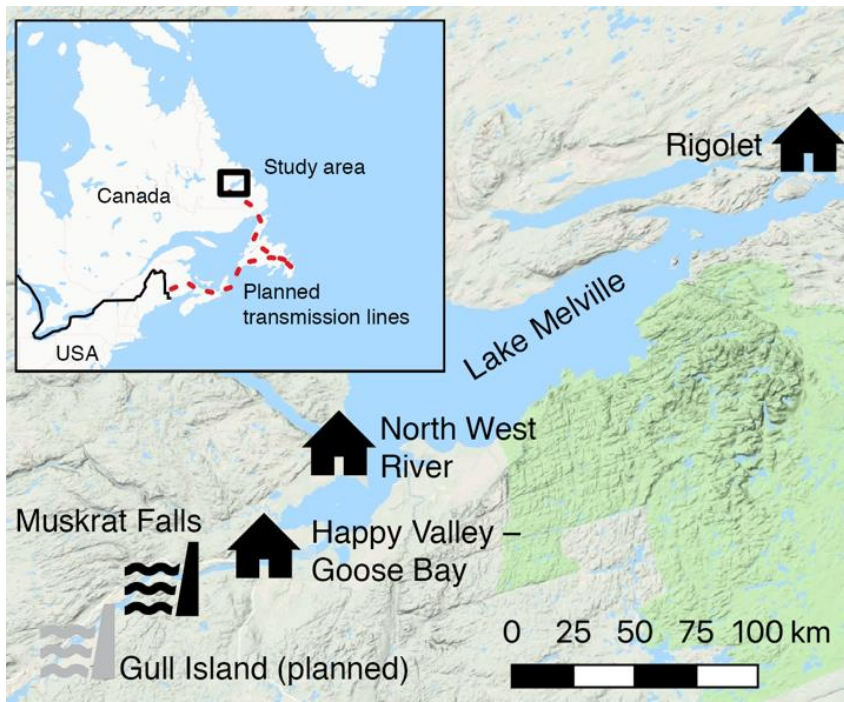 Canada
Study area
Planned
transmission lines
USA
Rigolet
Lake Melville
North West
River
Muskrat Falls
Happy Valley –
Goose Bay
Gull Island (planned)
0 25 50 75 100 km